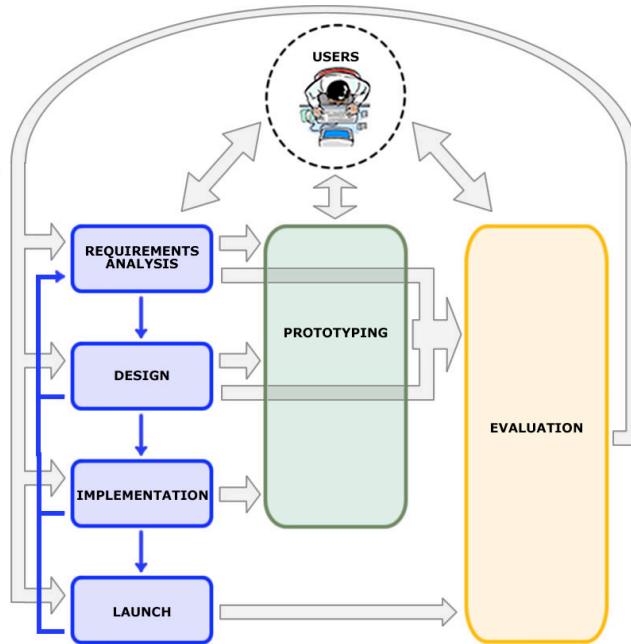 USERS
REQUIREMENTS
ANALYSIS
PROTOTYPING
DESIGN
EVALUATION
IMPLEMENTATION
LAUNCH